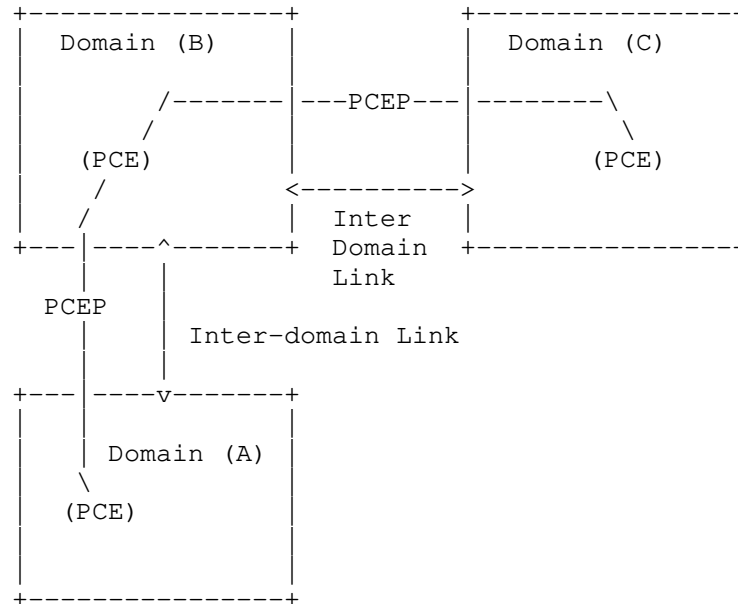 Domain (B) Domain (C)
PCEP
(PCE) (PCE)
Inter
Domain
Link
PCEP
Inter-domain Link
Domain (A)
(PCE)